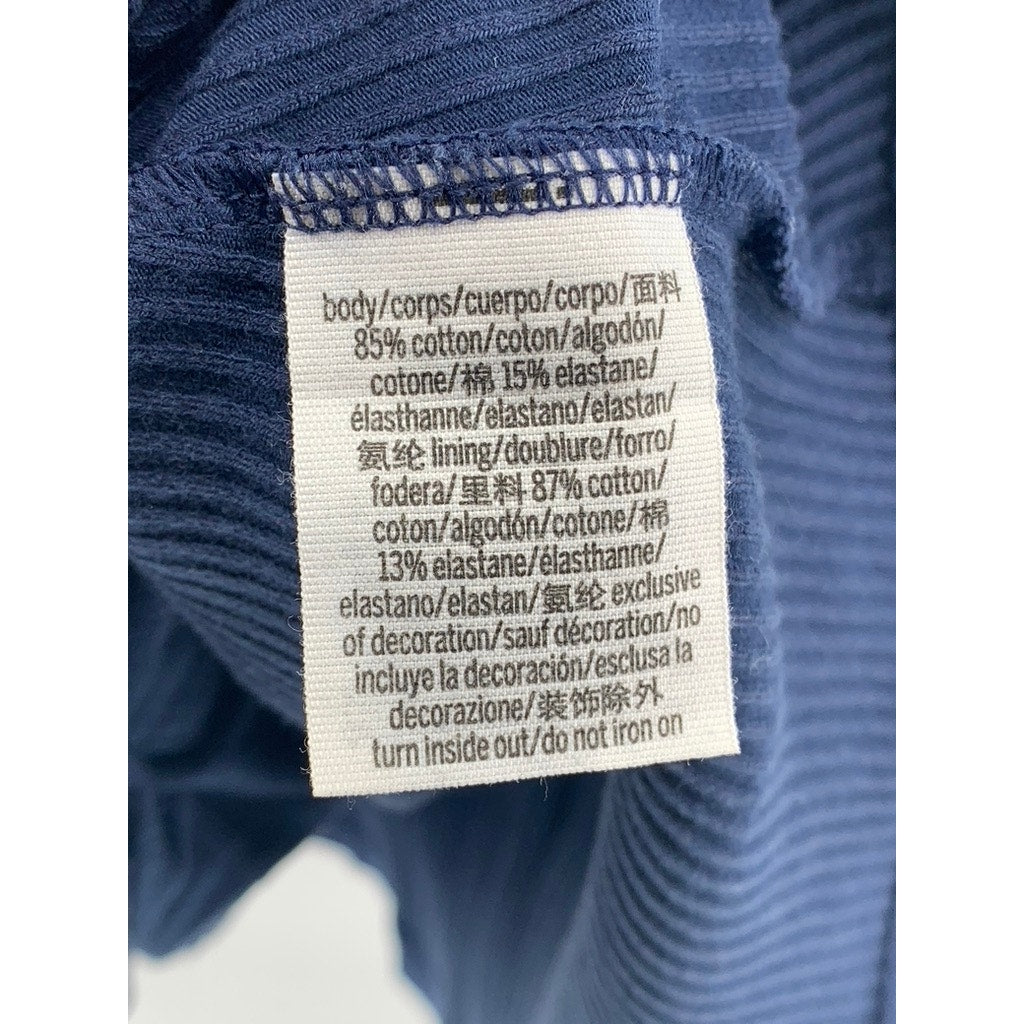 body/corps/cuerpo/corpo/面料
85% cotton/coton/algodón/
cotone/棉 15% elastane/
élasthanne/elastano/elastan/
氨纶 lining/doublure/forro/
fodera/里料 87% cotton/
coton/algodón/cotone/棉
13% elastane/élasthanne/
elastano/elastan/氨纶 exclusive
of decoration/sauf décoration/no
incluye la decoración/esclusa la
decorazione/装饰除外
turn inside out/do not iron on